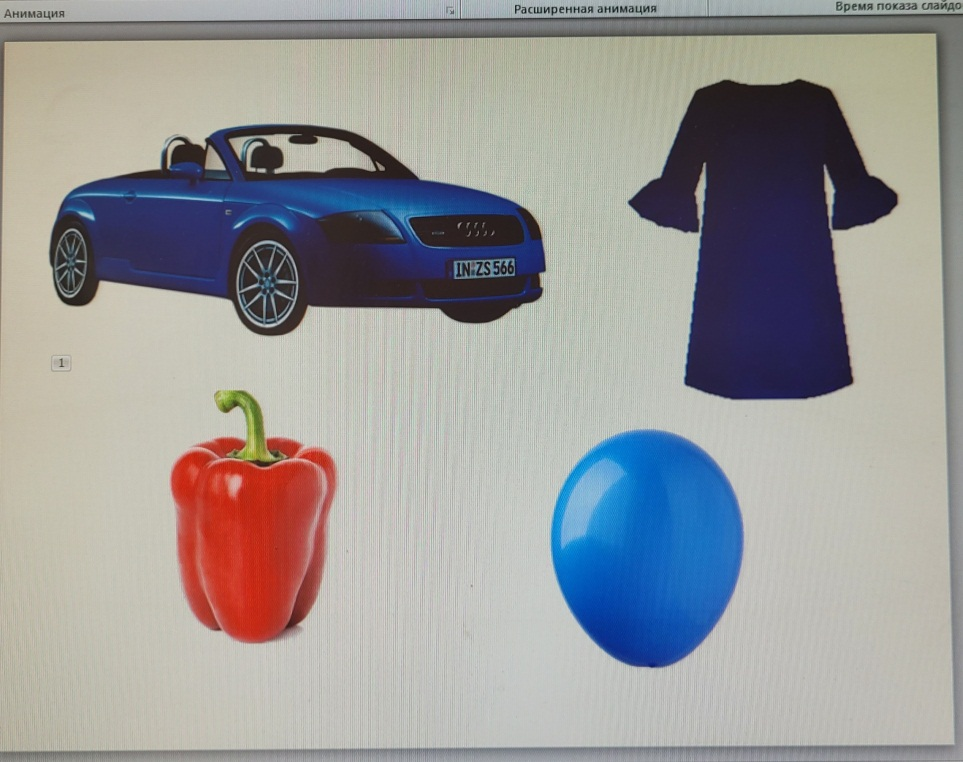 Анимация
Расширенная анимация
Время показа слайдо
IN ZS 566
1